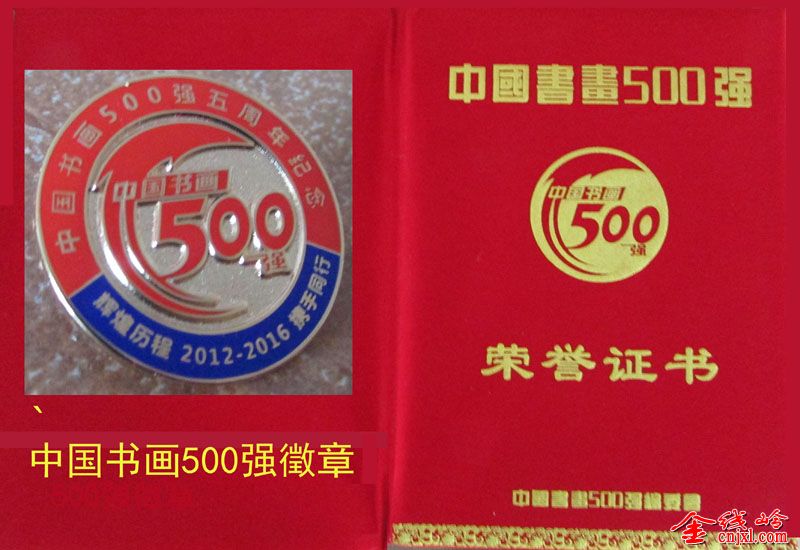 中国书画500强五周年纪念
中国书画
500
强
辉煌历程 2012-2016 携手同行
`
中国书画500强徽章
中國書畫500强
中国书画
500
强
荣誉证书
中國書畫500强組委會
金线岭
cnjxl.com